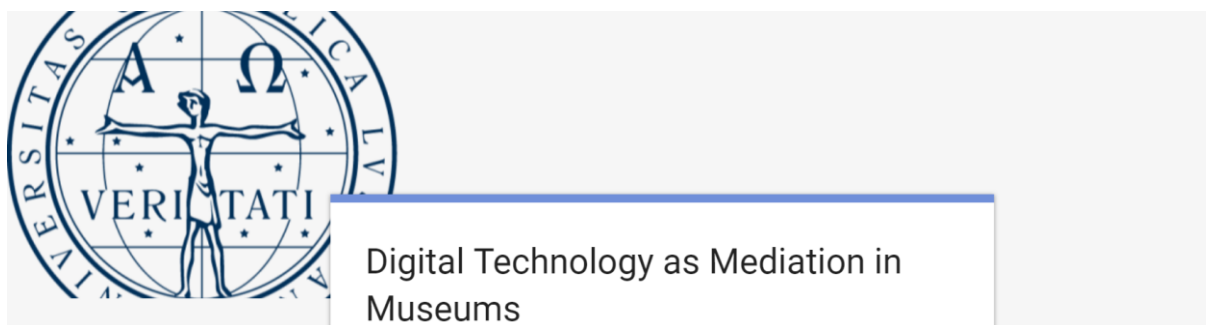 Α Ω
VERITATI
Digital Technology as Mediation in
Museums